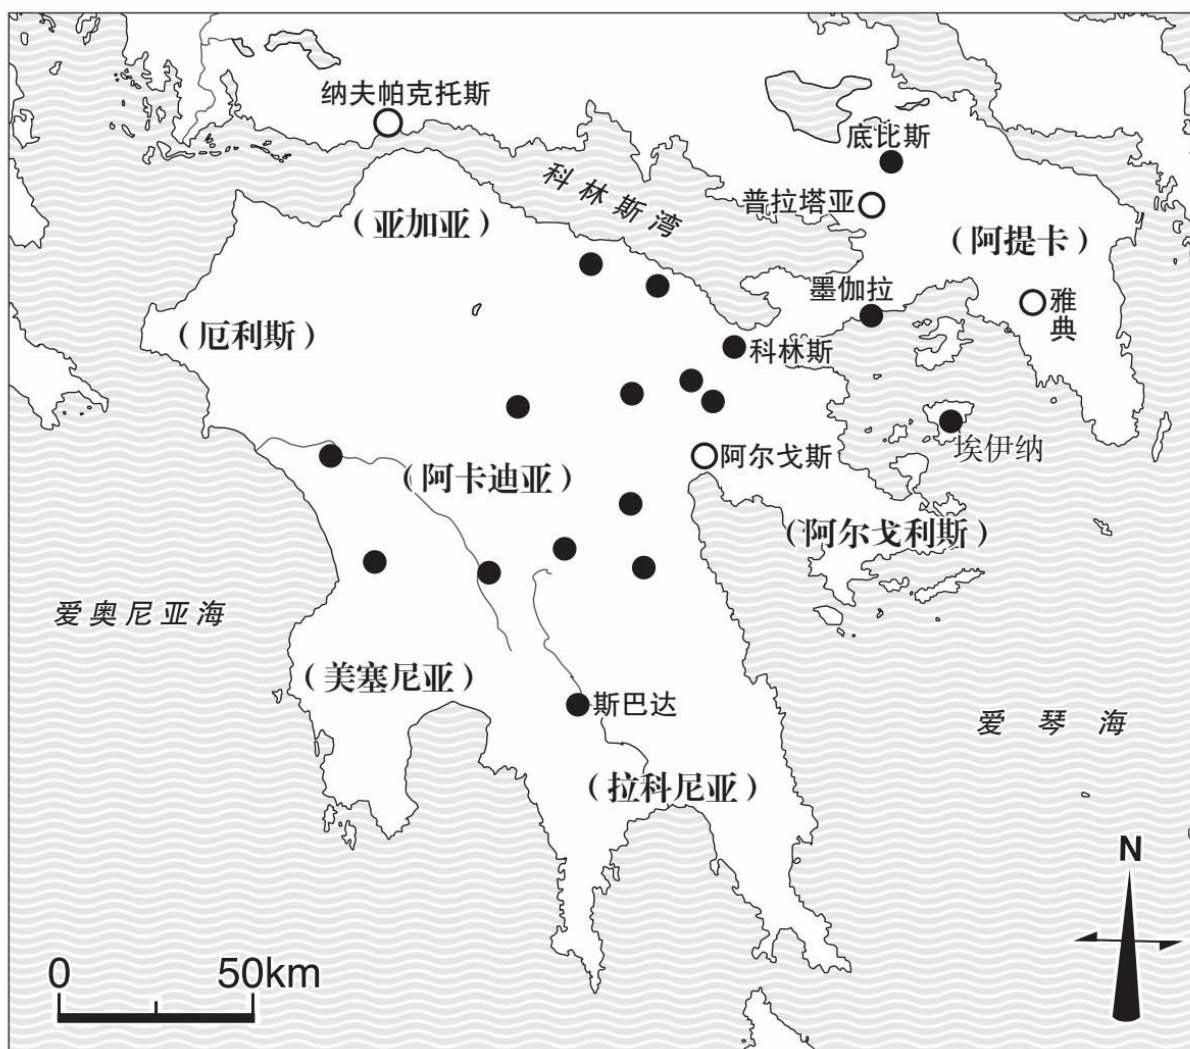 纳夫帕克托斯
底比斯
科林斯湾
普拉塔亚
（亚加亚）
（阿提卡）
墨伽拉
雅典
（厄利斯）
科林斯
埃伊纳
阿尔戈斯
（阿卡迪亚）
（阿尔戈利斯）
爱奥尼亚海
（美塞尼亚）
斯巴达
爱琴海
（拉科尼亚）
N
0 50km